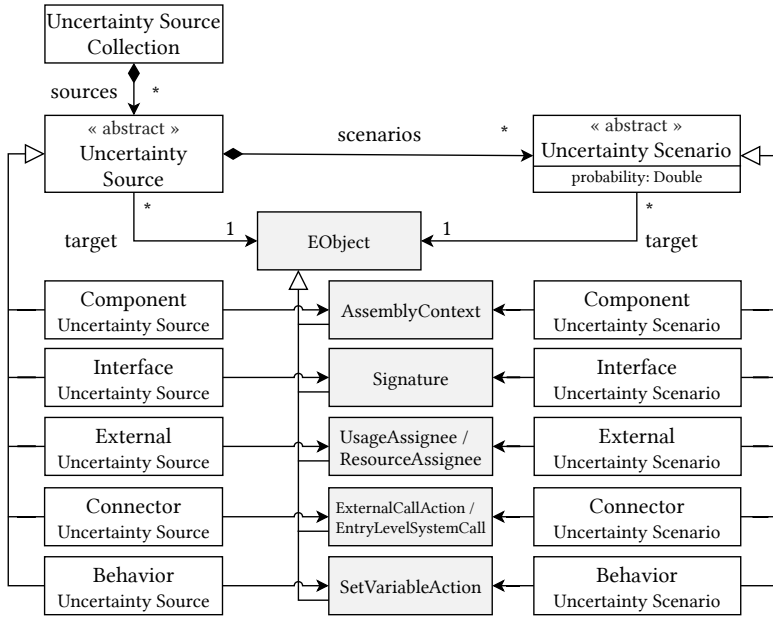 Uncertainty Source
Collection
sources
*
« abstract »
Uncertainty
Source
scenarios
*
« abstract »
Uncertainty Scenario
probability: Double
*
target
1
EObject
1
*
target
Component
Uncertainty Source
AssemblyContext
Component
Uncertainty Scenario
Interface
Uncertainty Source
Signature
Interface
Uncertainty Scenario
External
Uncertainty Source
UsageAssignee /
ResourceAssignee
External
Uncertainty Scenario
Connector
Uncertainty Source
ExternalCallAction /
EntryLevelSystemCall
Connector
Uncertainty Scenario
Behavior
Uncertainty Source
SetVariableAction
Behavior
Uncertainty Scenario